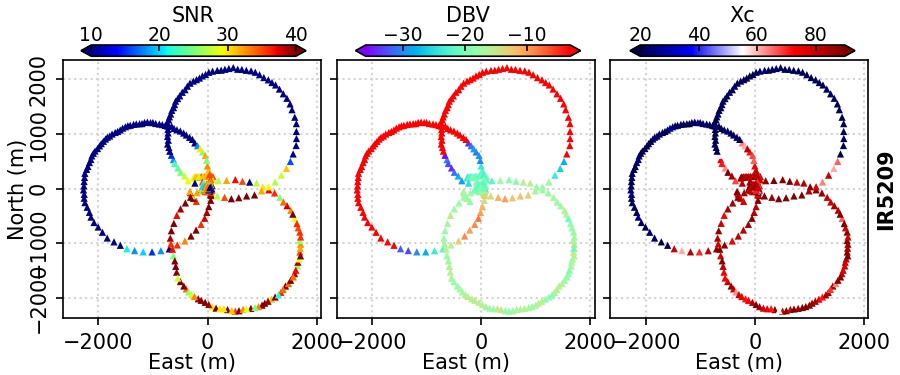 SNR DBV Xc
10 20 30 40 −30 −20 −10 20 40 60 80
2000
1000
0
−1000
−2000
North (m)
IR5209
−2000 0 2000 −2000 0 2000 −2000 0 2000
East (m) East (m) East (m)